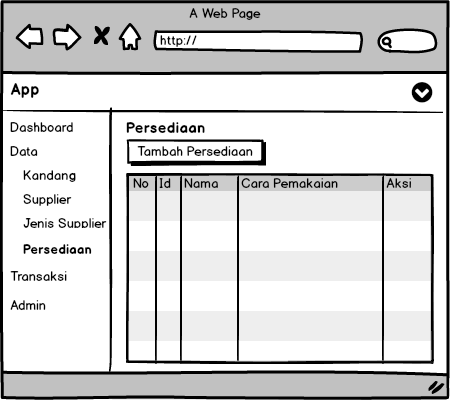 A Web Page
http://
App
Dashboard
Data
Kandang
Supplier
Jenis Supplier
Persediaan
Transaksi
Admin
Persediaan
Tambah Persediaan
No Id Nama Cara Pemakaian Aksi